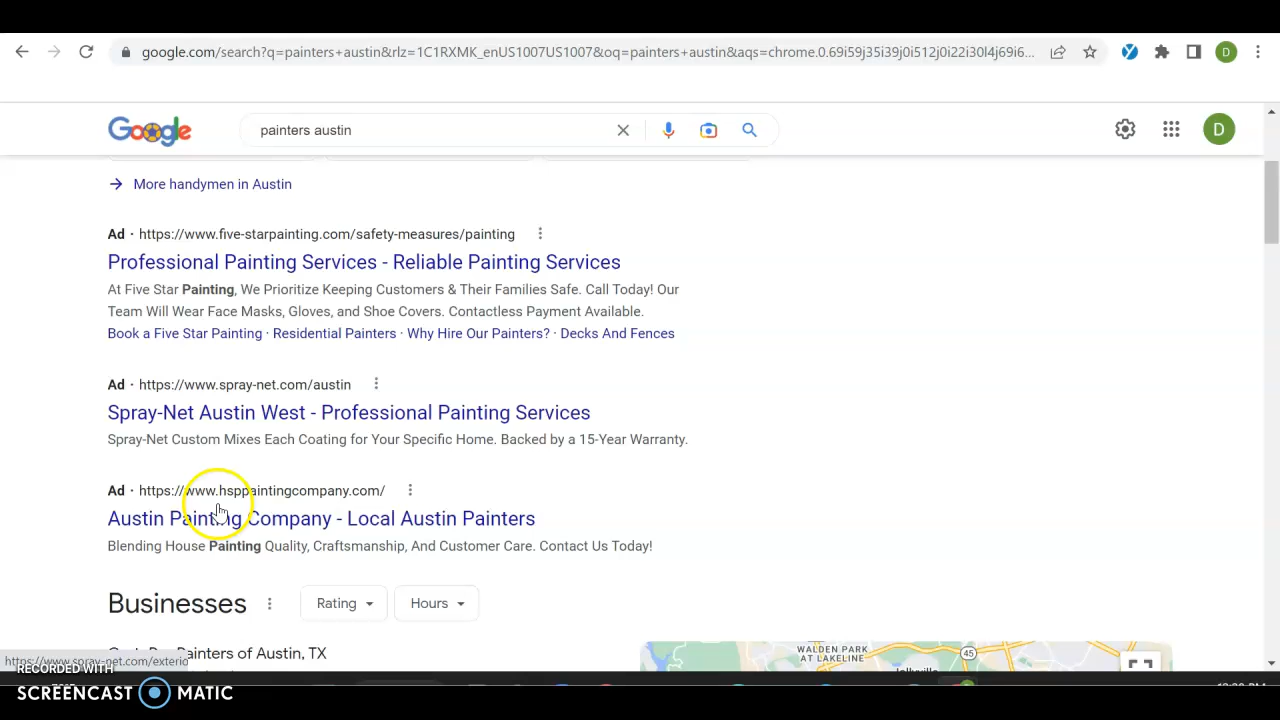 google.com/search?q=painters+austin&rlz=1C1RXMK_enUS1007US1007&oq=painters+austin&aqs=chrome.0.69i59j35i39j0i512j0i22i30l4j69i6...
D
Google
painters austin
D
More handymen in Austin
Ad · https://www.five-starpainting.com/safety-measures/painting
Professional Painting Services - Reliable Painting Services
At Five Star Painting, We Prioritize Keeping Customers & Their Families Safe. Call Today! Our
Team Will Wear Face Masks, Gloves, and Shoe Covers. Contactless Payment Available.
Book a Five Star Painting · Residential Painters · Why Hire Our Painters? · Decks And Fences
Ad · https://www.spray-net.com/austin
Spray-Net Austin West - Professional Painting Services
Spray-Net Custom Mixes Each Coating for Your Specific Home. Backed by a 15-Year Warranty.
Ad · https://www.hsppaintingcompany.com/
Austin Painting Company - Local Austin Painters
Blending House Painting Quality, Craftsmanship, And Customer Care. Contact Us Today!
Businesses
Rating
Hours
Painters of Austin, TX
WALDEN PARK
AT LAKELINE
45
https://www.spray-net.com/exterio
RECORDED WITH
SCREENCAST MATIC